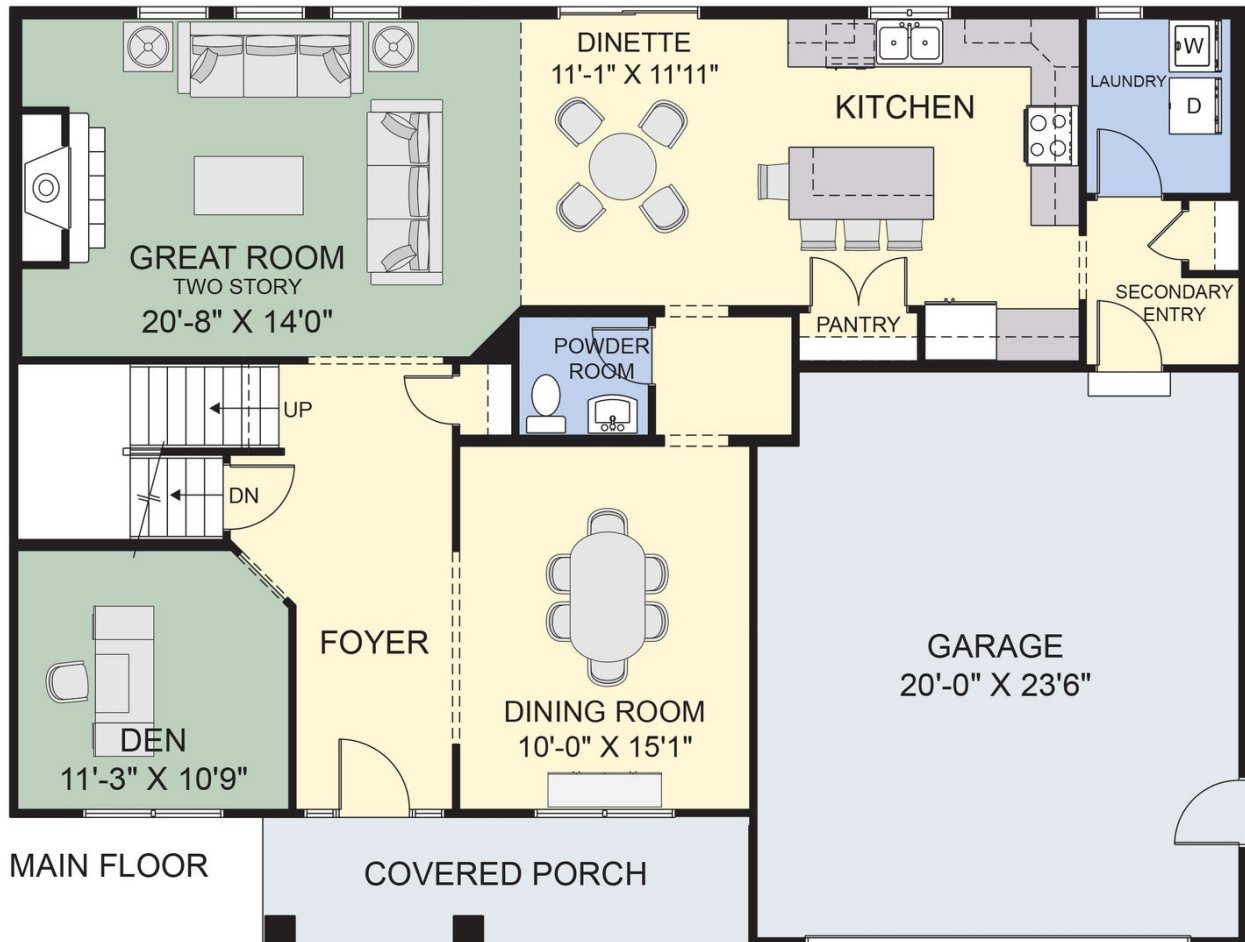 DINETTE
11'-1" X 11'11"
KITCHEN
LAUNDRY
W
D
GREAT ROOM
TWO STORY
20'-8" X 14'0"
SECONDARY
ENTRY
PANTRY
POWDER
ROOM
UP
DN
FOYER
GARAGE
20'-0" X 23'6"
DINING ROOM
10'-0" X 15'1"
DEN
11'-3" X 10'9"
MAIN FLOOR
COVERED PORCH